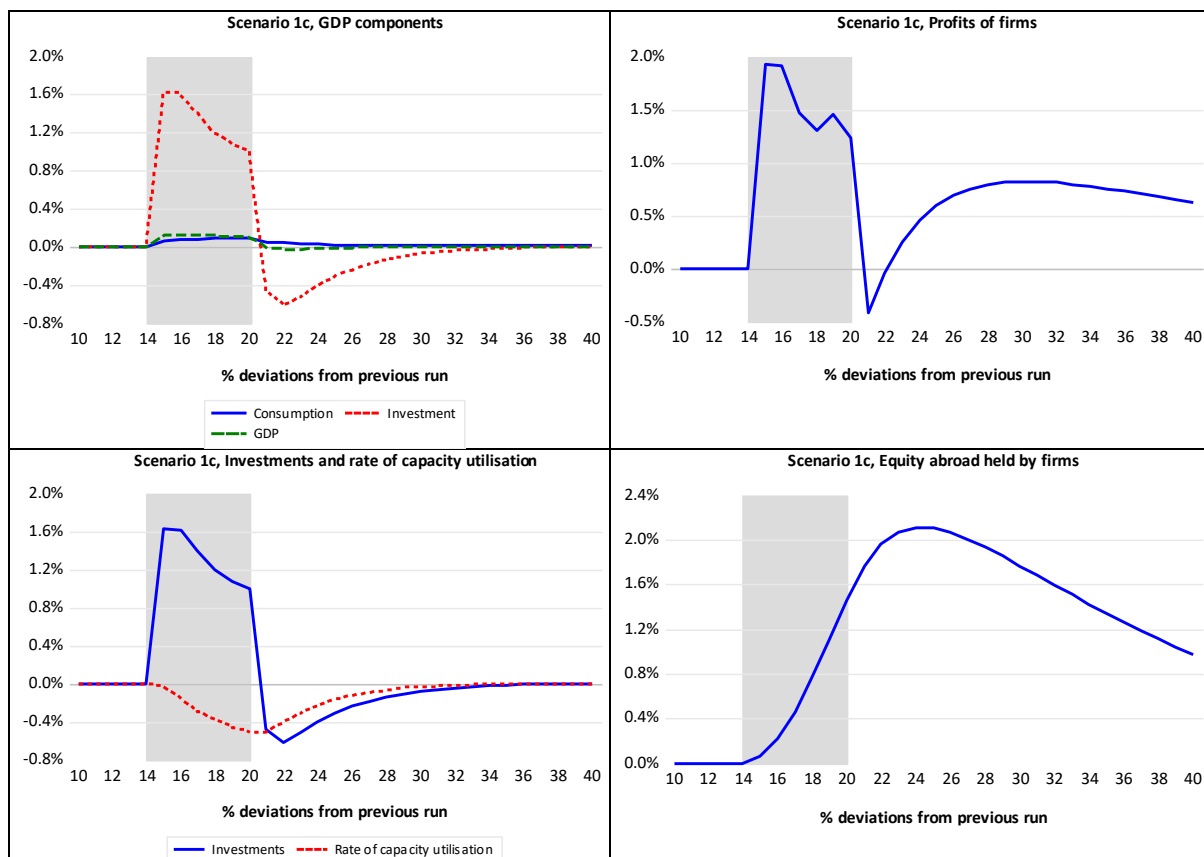 Scenario 1c, GDP components
2.0%
1.6%
1.2%
0.8%
0.4%
0.0%
-0.4%
-0.8%
10 12 14 16 18 20 22 24 26 28 30 32 34 36 38 40
% deviations from previous run
Consumption Investment
GDP
Scenario 1c, Profits of firms
2.0%
1.5%
1.0%
0.5%
0.0%
-0.5%
10 12 14 16 18 20 22 24 26 28 30 32 34 36 38 40
% deviations from previous run
Scenario 1c, Investments and rate of capacity utilisation
2.0%
1.6%
1.2%
0.8%
0.4%
0.0%
-0.4%
-0.8%
10 12 14 16 18 20 22 24 26 28 30 32 34 36 38 40
% deviations from previous run
Investments Rate of capacity utilisation
Scenario 1c, Equity abroad held by firms
2.4%
2.0%
1.6%
1.2%
0.8%
0.4%
0.0%
10 12 14 16 18 20 22 24 26 28 30 32 34 36 38 40
% deviations from previous run